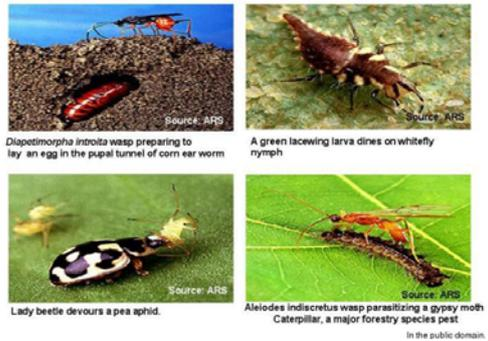 Source: ARS
Source: ARS
Diapetimorpha introita wasp preparing to
lay an egg in the pupal tunnel of corn ear worm
A green lacewing larva dines on whitefly
nymph
Source: ARS
Source: ARS
Lady beetle devours a pea aphid.
Aleiodes indiscretus wasp parasitizing a gypsy moth
Caterpillar, a major forestry species pest
In the public domain.